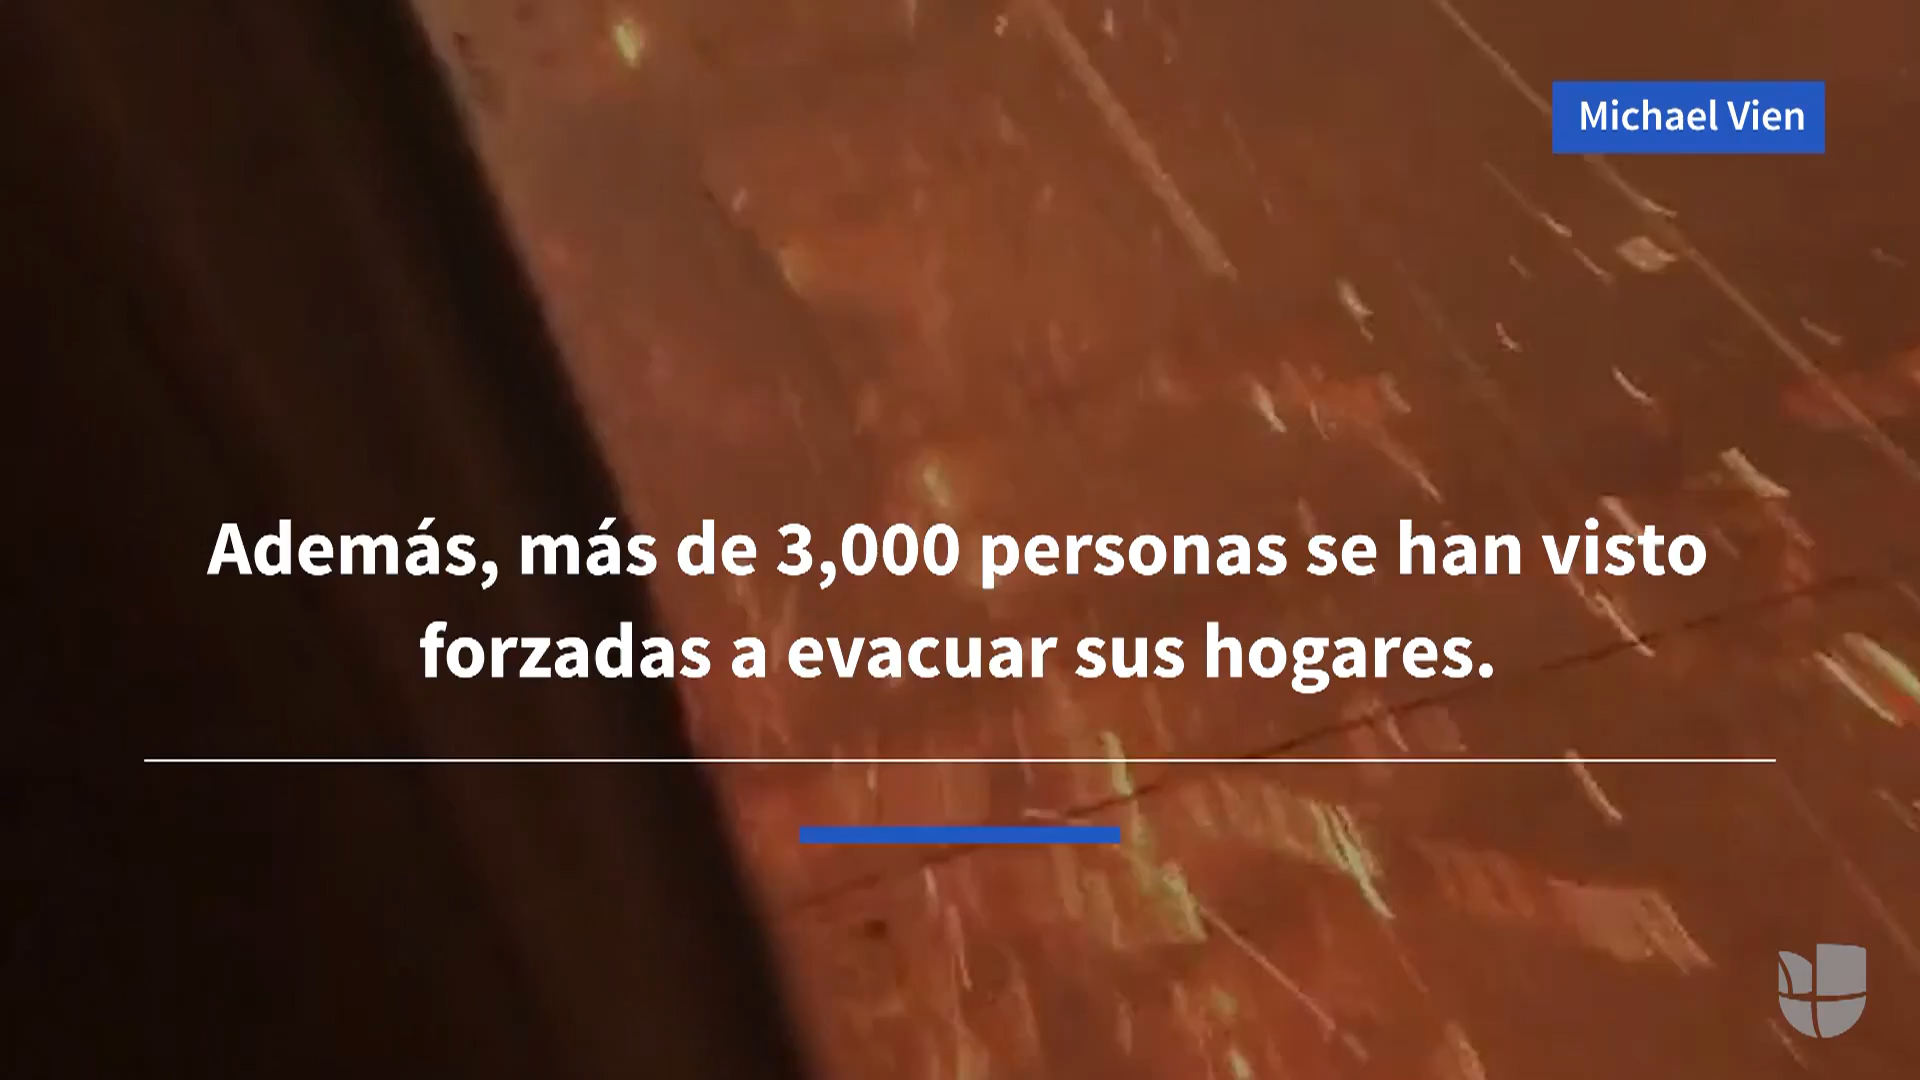 Michael Vien
Además, más de 3,000 personas se han visto
forzadas a evacuar sus hogares.